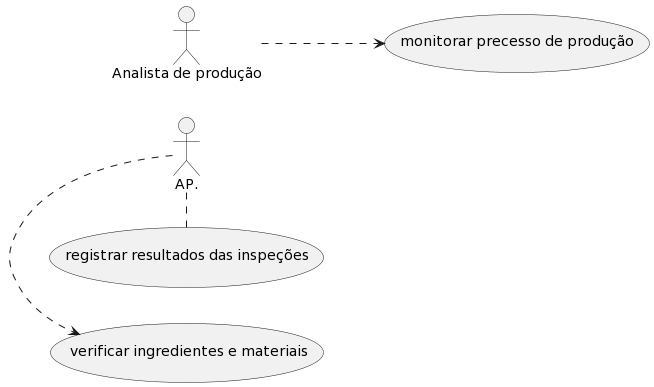 Analista de produção
monitorar precesso de produção
AP.
registrar resultados das inspeções
verificar ingredientes e materiais